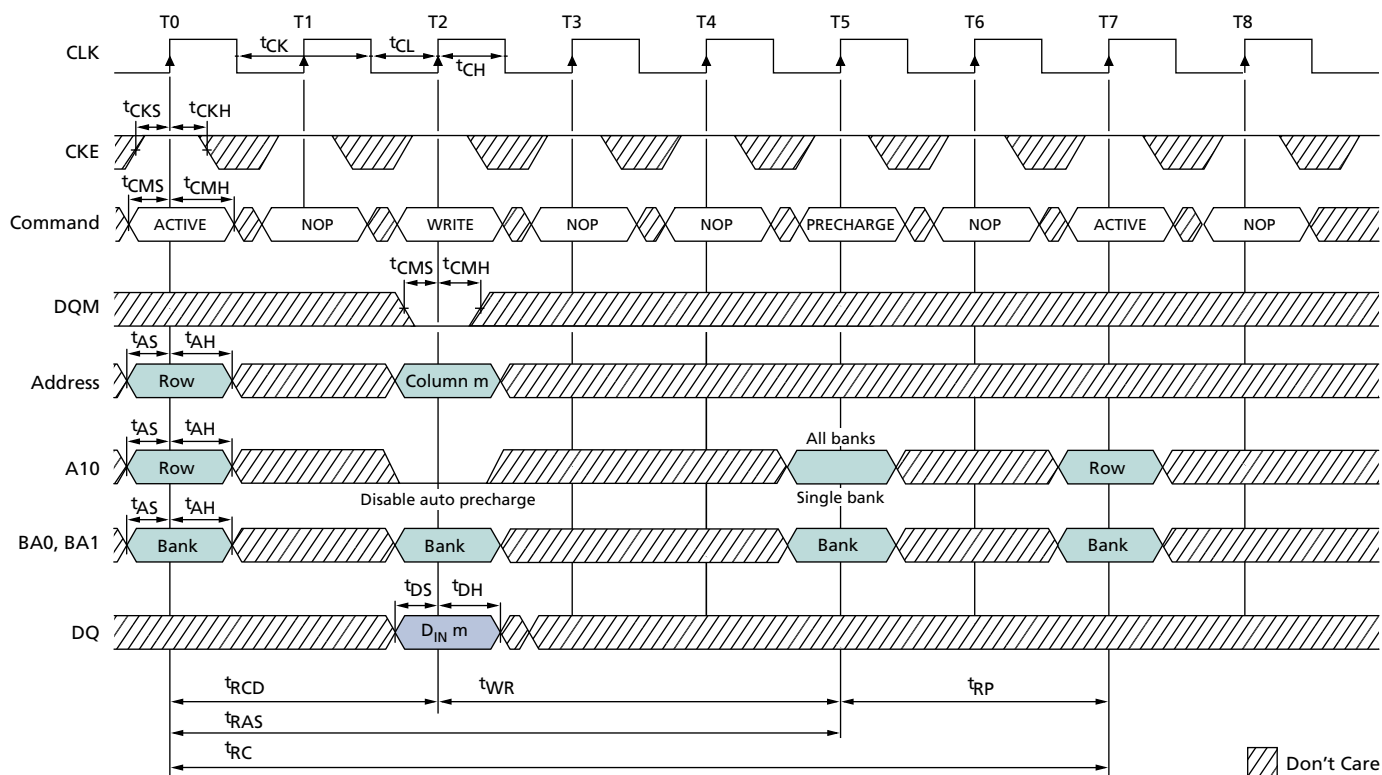 T0 T1 T2 T3 T4 T5 T6 T7 T8
CLK tCK tCL tCH
tCKS tCKH
CKE
tCMS tCMH
Command ACTIVE NOP WRITE NOP NOP PRECHARGE NOP ACTIVE NOP
tCMS tCMH
DQM
tAS tAH
Address Row Column m
tAS tAH All banks
A10 Row Row
Disable auto precharge Single bank
tAS tAH
BA0, BA1 Bank Bank Bank Bank
tDS tDH
DQ DIN m
tRCD tWR tRP
tRAS
tRC
Don't Care